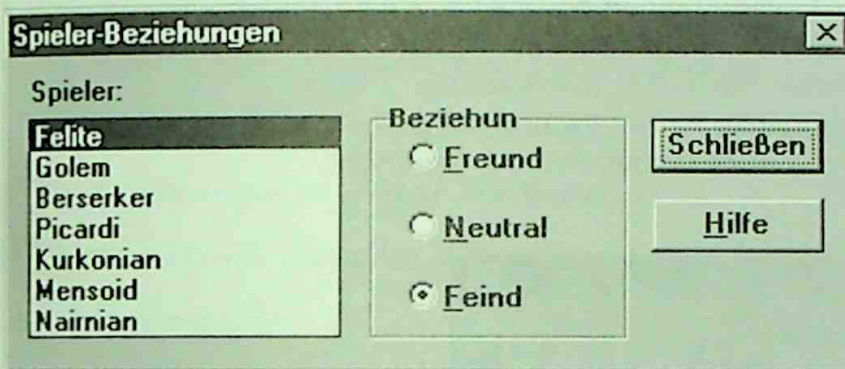 Spieler-Beziehungen
Spieler:
Felite
Golem
Berserker
Picardi
Kurkonian
Mensoid
Nairnian
Beziehun
Freund
Neutral
Feind
Schließen
Hilfe